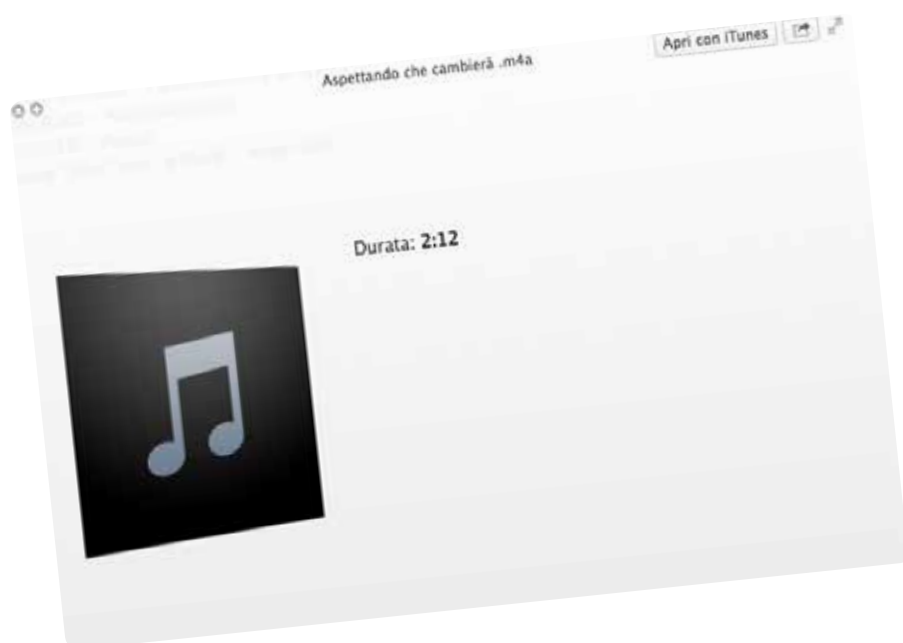 Aspettando che cambierà .m4a
Apri con iTunes
Durata: 2:12